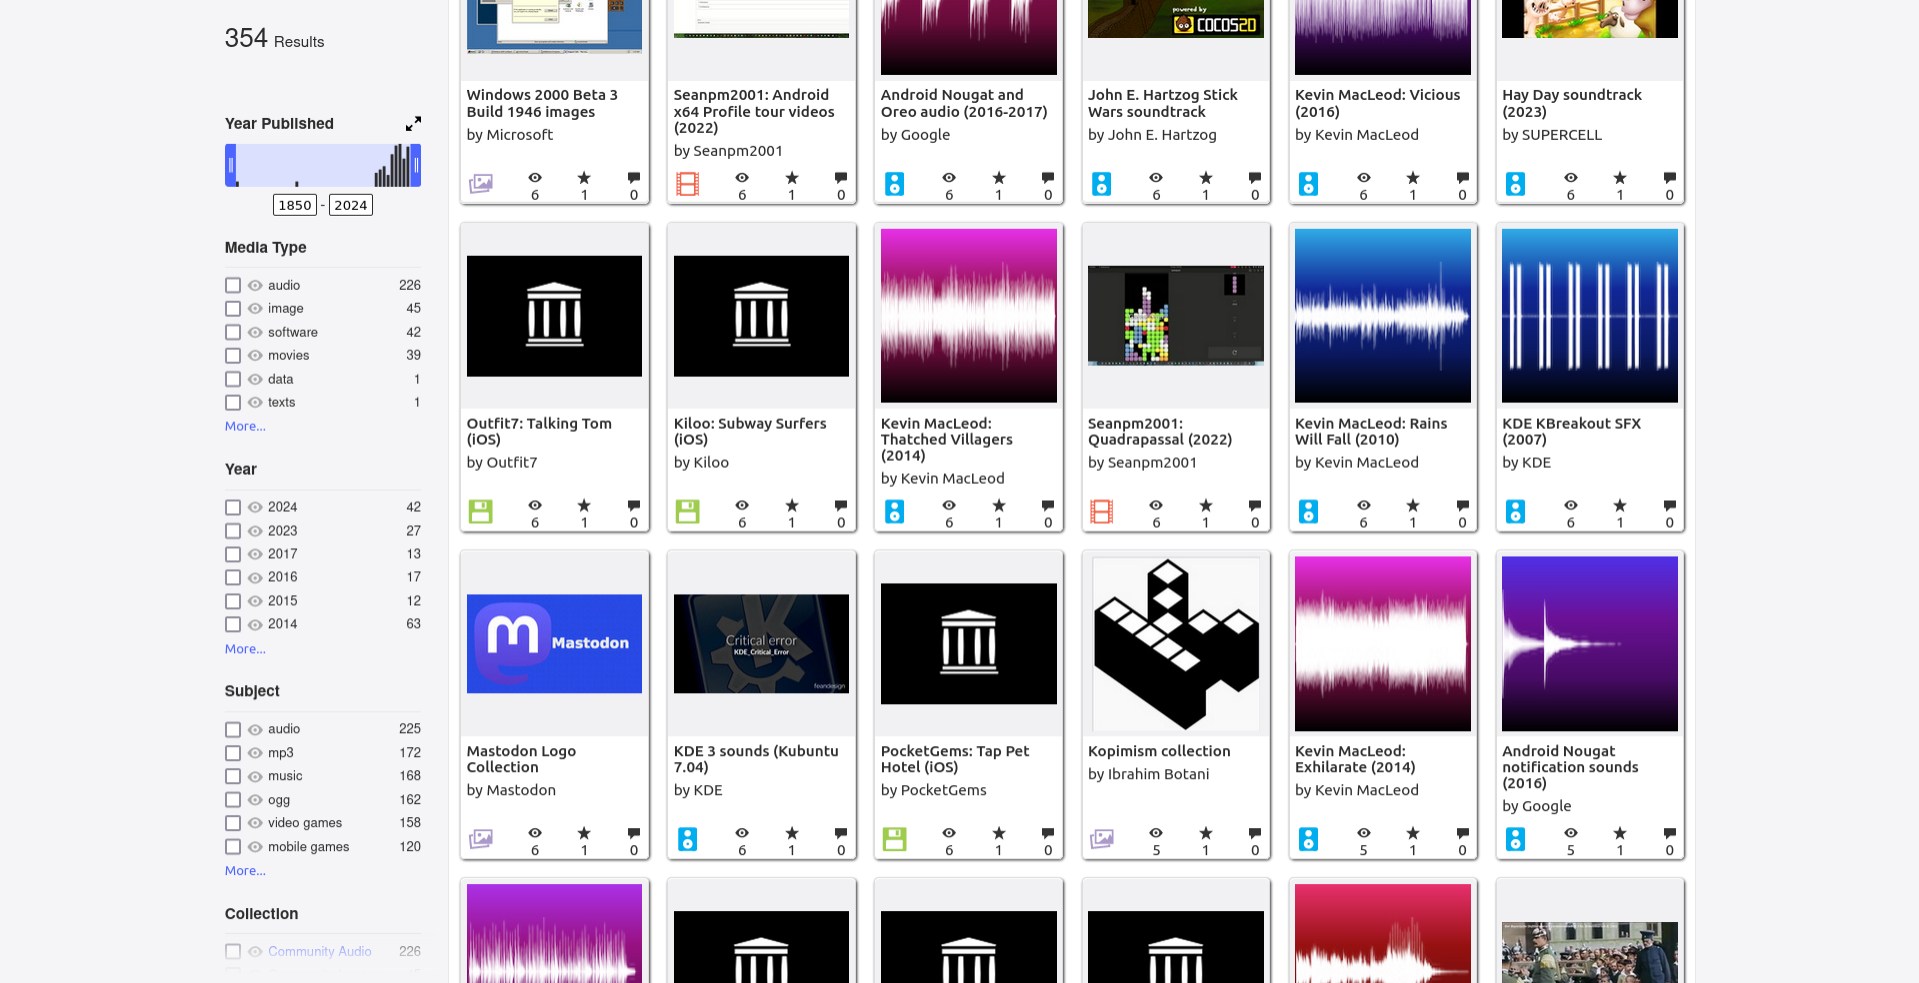 354 Results
Year Published
1850 - 2024
Media Type
audio 226
image 45
software 42
movies 39
data 1
texts 1
More...
Year
2024 42
2023 27
2017 13
2016 17
2015 12
2014 63
More...
Subject
audio 225
mp3 172
music 168
ogg 162
video games 158
mobile games 120
More...
Collection
Community Audio 226
powered by
COCOS2D
Windows 2000 Beta 3
Build 1946 images
by Microsoft
6 1 0
Seanpm2001: Android
x64 Profile tour videos
(2022)
by Seanpm2001
6 1 0
Android Nougat and
Oreo audio (2016-2017)
by Google
6 1 0
John E. Hartzog Stick
Wars soundtrack
by John E. Hartzog
6 1 0
Kevin MacLeod: Vicious
(2016)
by Kevin MacLeod
6 1 0
Hay Day soundtrack
(2023)
by SUPERCELL
6 1 0
Outfit7: Talking Tom
(iOS)
by Outfit7
6 1 0
Kiloo: Subway Surfers
(iOS)
by Kiloo
6 1 0
Kevin MacLeod:
Thatched Villagers
(2014)
by Kevin MacLeod
6 1 0
Seanpm2001:
Quadrapassal (2022)
by Seanpm2001
6 1 0
Kevin MacLeod: Rains
Will Fall (2010)
by Kevin MacLeod
6 1 0
KDE KBreakout SFX
(2007)
by KDE
6 1 0
Mastodon
Mastodon Logo
Collection
by Mastodon
6 1 0
Critical error
KDE_Critical_Error
feandesign
KDE 3 sounds (Kubuntu
7.04)
by KDE
6 1 0
PocketGems: Tap Pet
Hotel (iOS)
by PocketGems
6 1 0
Kopimism collection
by Ibrahim Botani
5 1 0
Kevin MacLeod:
Exhilarate (2014)
by Kevin MacLeod
5 1 0
Android Nougat
notification sounds
(2016)
by Google
5 1 0